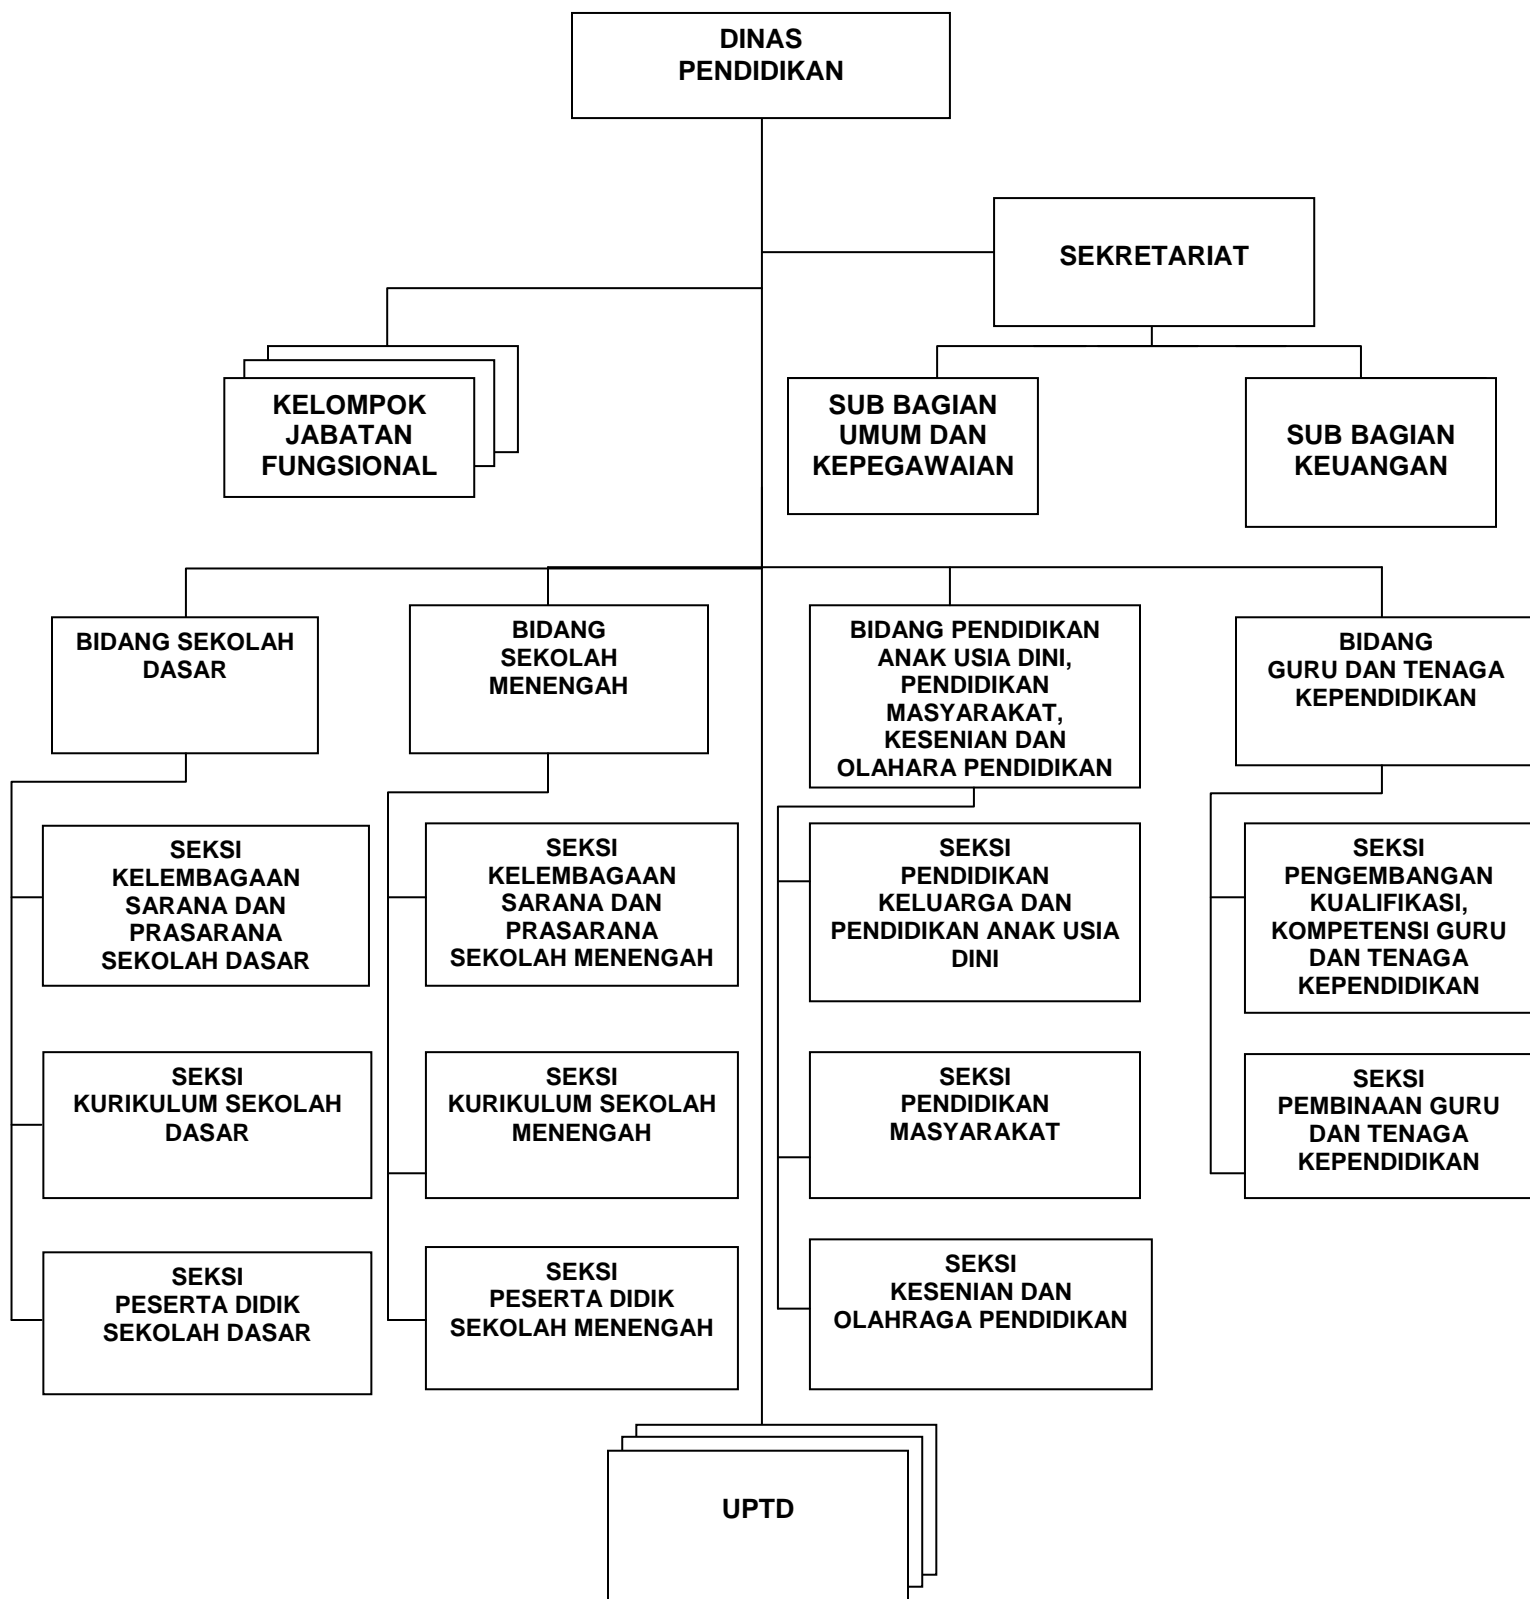 DINAS
PENDIDIKAN
SEKRETARIAT
KELOMPOK
JABATAN
FUNGSIONAL
SUB BAGIAN
UMUM DAN
KEPEGAWAIAN
SUB BAGIAN
KEUANGAN
BIDANG SEKOLAH
DASAR
BIDANG
SEKOLAH
MENENGAH
BIDANG PENDIDIKAN
ANAK USIA DINI,
PENDIDIKAN
MASYARAKAT,
KESENIAN DAN
OLAHARA PENDIDIKAN
BIDANG
GURU DAN TENAGA
KEPENDIDIKAN
SEKSI
KELEMBAGAAN
SARANA DAN
PRASARANA
SEKOLAH DASAR
SEKSI
KELEMBAGAAN
SARANA DAN
PRASARANA
SEKOLAH MENENGAH
SEKSI
PENDIDIKAN
KELUARGA DAN
PENDIDIKAN ANAK USIA
DINI
SEKSI
PENGEMBANGAN
KUALIFIKASI,
KOMPETENSI GURU
DAN TENAGA
KEPENDIDIKAN
SEKSI
KURIKULUM SEKOLAH
DASAR
SEKSI
KURIKULUM SEKOLAH
MENENGAH
SEKSI
PENDIDIKAN
MASYARAKAT
SEKSI
PEMBINAAN GURU
DAN TENAGA
KEPENDIDIKAN
SEKSI
PESERTA DIDIK
SEKOLAH DASAR
SEKSI
PESERTA DIDIK
SEKOLAH MENENGAH
SEKSI
KESENIAN DAN
OLAHRAGA PENDIDIKAN
UPTD